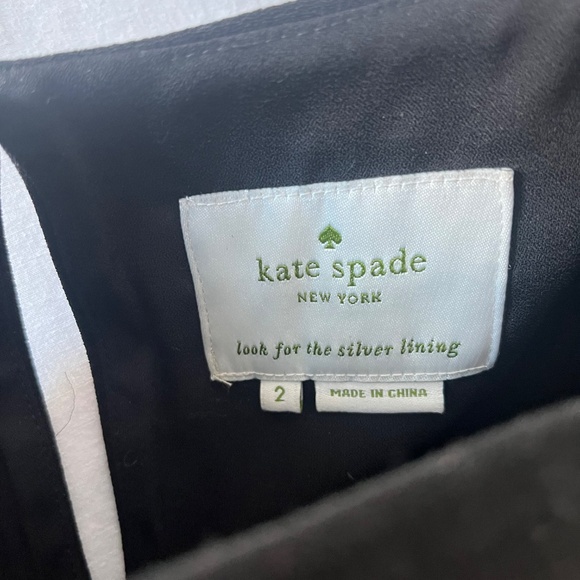 kate spade
NEW YORK
look for the silver lining
2
MADE IN CHINA